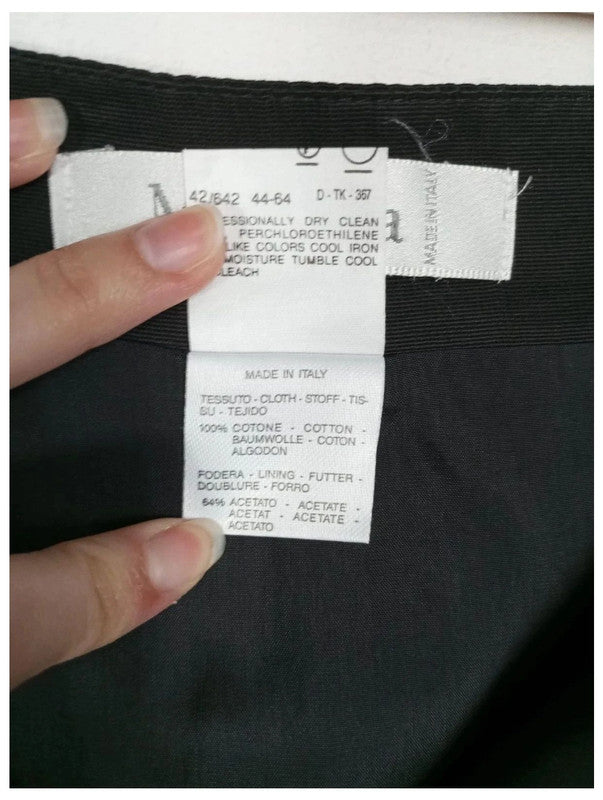 42/642 44-64 D-TK-367
ESSIONALLY DRY CLEAN
PERCHLOROETHILENE
LIKE COLORS COOL IRON
MOISTURE TUMBLE COOL
BLEACH
MADE IN ITALY
MADE IN ITALY
TESSUTO - CLOTH - STOFF - TIS-
SU - TEJIDO
100% COTONE - COTTON -
BAUMWOLLE - COTON -
ALGODON
FODERA - LINING - FUTTER -
DOUBLURE - FORRO
64% ACETATO - ACETATE -
ACETAT - ACETATE -
ACETATO